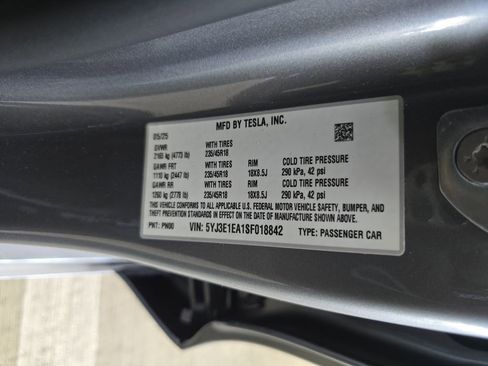 MFD BY TESLA, INC.
05/25
GVWR WITH TIRES
2165 kg (4773 lb) 235/45R18
GAWR FRT WITH TIRES RIM COLD TIRE PRESSURE
1110 kg (2447 lb) 235/45R18 18X8.5J 290 kPa, 42 psi
GAWR RR WITH TIRES RIM COLD TIRE PRESSURE
1260 kg (2778 lb) 235/45R18 18X8.5J 290 kPa, 42 psi
THIS VEHICLE CONFORMS TO ALL APPLICABLE U.S. FEDERAL MOTOR VEHICLE SAFETY, BUMPER, AND
THEFT PREVENTION STANDARDS IN EFFECT ON THE DATE OF MANUFACTURE SHOWN ABOVE.
PNT: PN00 VIN: 5YJ3E1EA1SF018842 TYPE: PASSENGER CAR